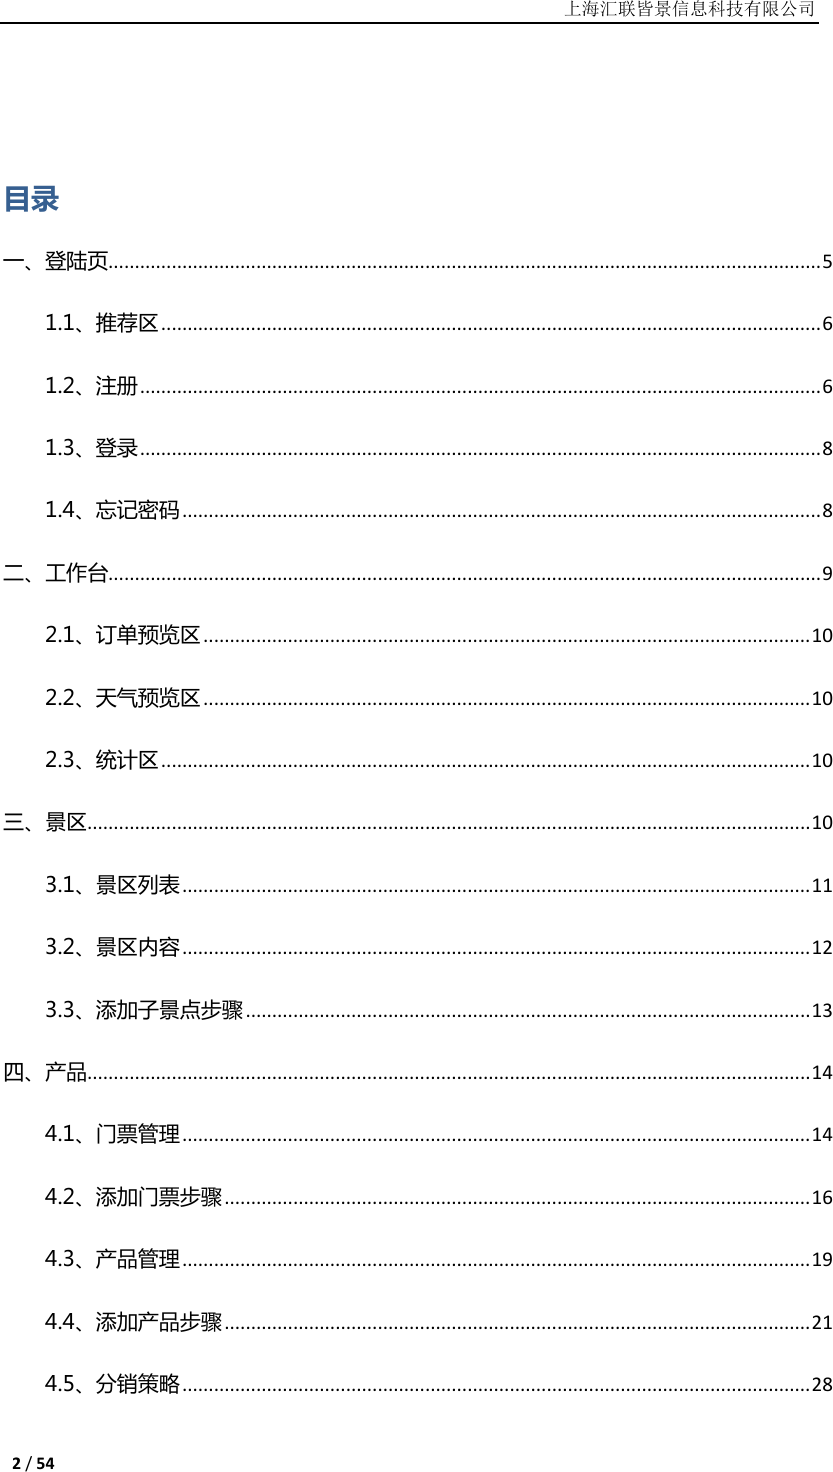 上海汇联皆景信息科技有限公司
目录
一、登陆页........................................5
1.1、推荐区........................................6
1.2、注册........................................6
1.3、登录........................................8
1.4、忘记密码........................................8
二、工作台........................................9
2.1、订单预览区........................................10
2.2、天气预览区........................................10
2.3、统计区........................................10
三、景区........................................10
3.1、景区列表........................................11
3.2、景区内容........................................12
3.3、添加子景点步骤........................................13
四、产品........................................14
4.1、门票管理........................................14
4.2、添加门票步骤........................................16
4.3、产品管理........................................19
4.4、添加产品步骤........................................21
4.5、分销策略........................................28
2 / 54